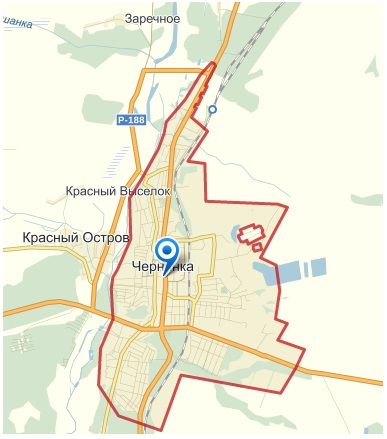 Заречное
шанка
Р-188
Красный Выселок
Красный Остров
Чернянка